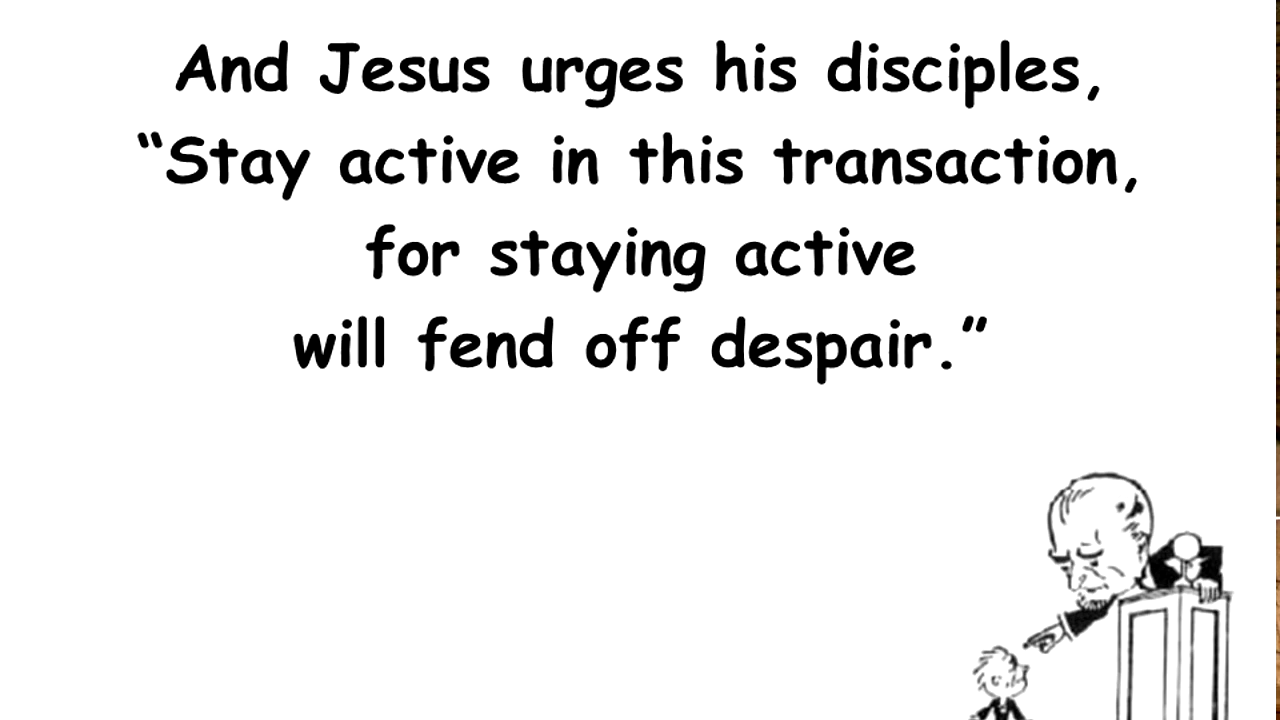 And Jesus urges his disciples,
“Stay active in this transaction,
for staying active
will fend off despair.”